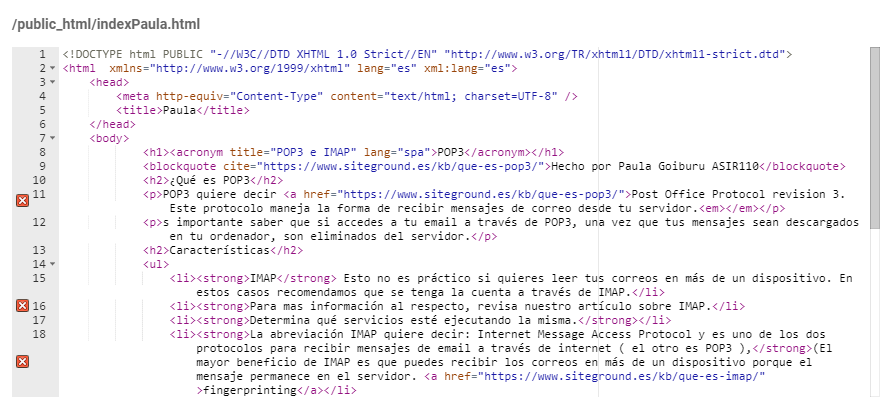 /public_html/indexPaula.html
1 <!DOCTYPE html PUBLIC "-//W3C//DTD XHTML 1.0 Strict//EN" "http://www.w3.org/TR/xhtml1/DTD/xhtml1-strict.dtd">
2 <html  xmlns="http://www.w3.org/1999/xhtml" lang="es" xml:lang="es">
3 <head>
4 <meta http-equiv="Content-Type" content="text/html; charset=UTF-8" />
5 <title>Paula</title>
6 </head>
7 <body>
8 <h1><acronym title="POP3 e IMAP" lang="spa">POP3</acronym></h1>
9 <blockquote cite="https://www.siteground.es/kb/que-es-pop3/">Hecho por Paula Goiburu ASIR110</blockquote>
10 <h2>¿Qué es POP3</h2>
11 <p>POP3 quiere decir <a href="https://www.siteground.es/kb/que-es-pop3/">Post Office Protocol revision 3.
Este protocolo maneja la forma de recibir mensajes de correo desde tu servidor.<em></em></p>
12 <p>s importante saber que si accedes a tu email a través de POP3, una vez que tus mensajes sean descargados
en tu ordenador, son eliminados del servidor.</p>
13 <h2>Características</h2>
14 <ul>
15 <li><strong>IMAP</strong> Esto no es práctico si quieres leer tus correos en más de un dispositivo. En
estos casos recomendamos que se tenga la cuenta a través de IMAP.</li>
16 <li><strong>Para mas información al respecto, revisa nuestro artículo sobre IMAP.</li>
17 <li><strong>Determina qué servicios esté ejecutando la misma.</strong></li>
18 <li><strong>La abreviación IMAP quiere decir: Internet Message Access Protocol y es uno de los dos
protocolos para recibir mensajes de email a través de internet ( el otro es POP3 ),</strong>(El
mayor beneficio de IMAP es que puedes recibir los correos en más de un dispositivo porque el
mensaje permanece en el servidor. <a href="https://www.siteground.es/kb/que-es-imap/"
>fingerprinting</a></li>